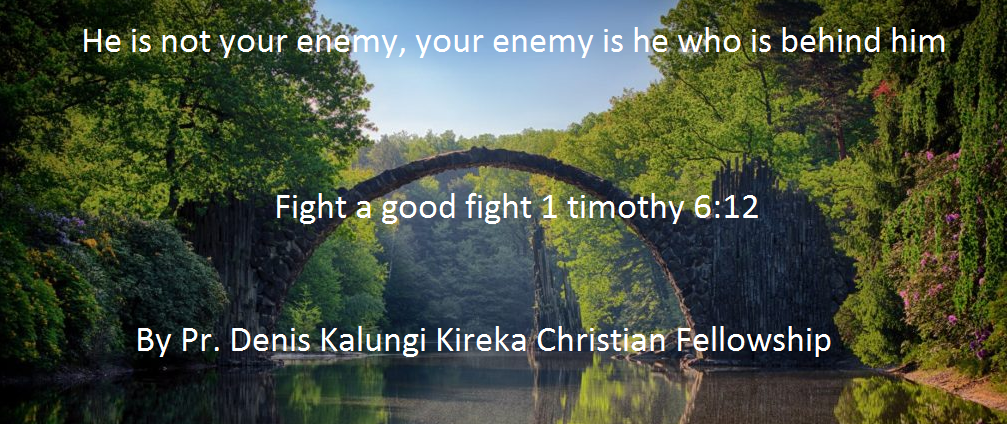 He is not your enemy, your enemy is he who is behind him
Fight a good fight 1 timothy 6:12
By Pr. Denis Kalungi Kireka Christian Fellowship